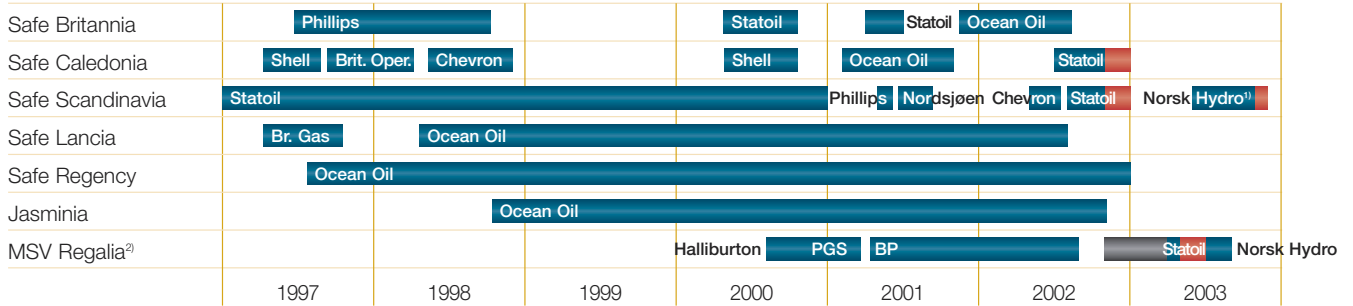 Safe Britannia Phillips Statoil Statoil Ocean Oil
Safe Caledonia Shell Brit. Oper. Chevron Shell Ocean Oil Statoil
Safe Scandinavia Statoil Phillips Nordsjøen Chevron Statoil Norsk Hydro1)
Safe Lancia Br. Gas Ocean Oil
Safe Regency Ocean Oil
Jasminia Ocean Oil
MSV Regalia2) Halliburton PGS BP Statoil Norsk Hydro
1997 1998 1999 2000 2001 2002 2003